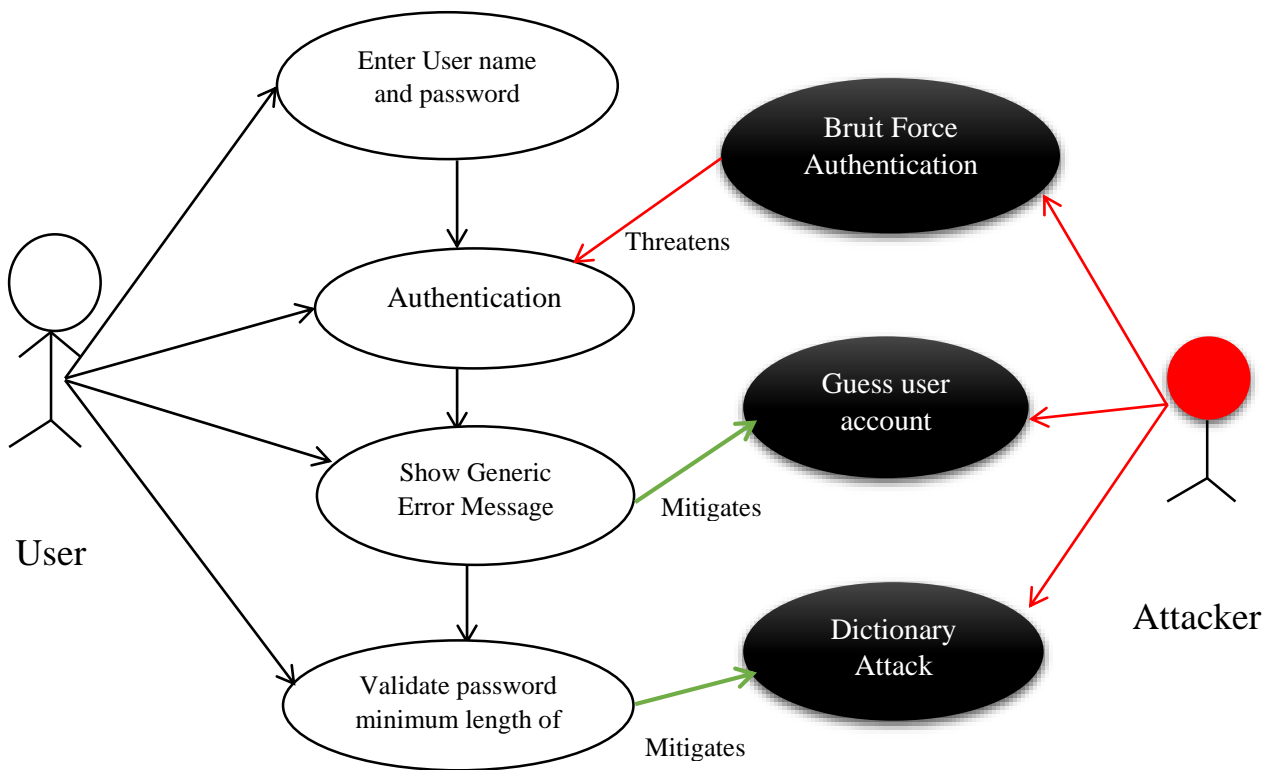 Enter User name
and password
Bruit Force
Authentication
Threatens
Authentication
Guess user
account
Show Generic
Error Message
Mitigates
User
Dictionary
Attack
Attacker
Validate password
minimum length of
Mitigates